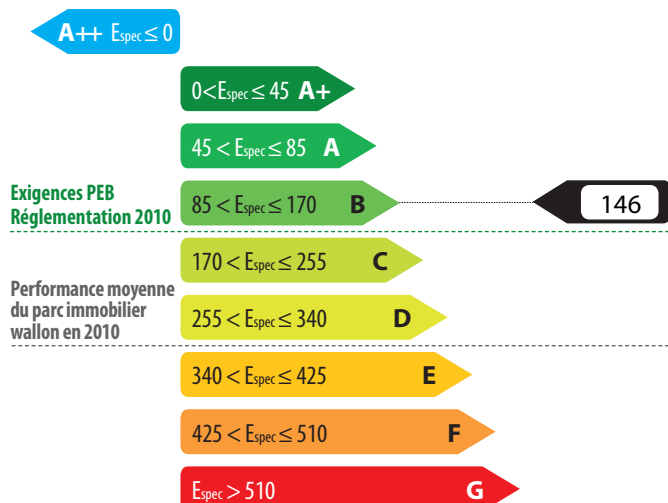 A++ Espec ≤ 0
0<Espec ≤ 45 A+
45 < Espec ≤ 85 A
Exigences PEB
Réglementation 2010
85 < Espec ≤ 170 B
146
170 < Espec ≤ 255 C
Performance moyenne
du parc immobilier
wallon en 2010
255 < Espec ≤ 340 D
340 < Espec ≤ 425 E
425 < Espec ≤ 510 F
Espec > 510 G